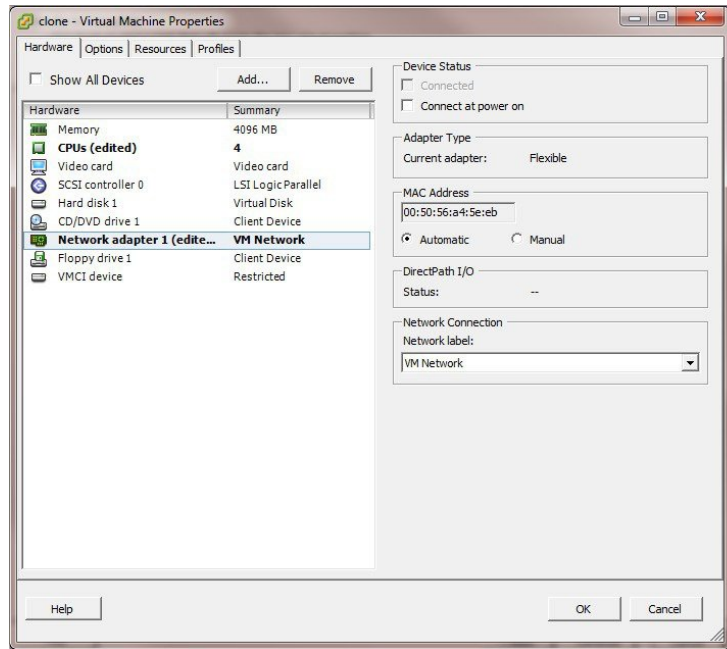 clone - Virtual Machine Properties
Hardware Options Resources Profiles
Show All Devices Add... Remove
Hardware Summary
Memory 4096 MB
CPUs (edited) 4
Video card Video card
SCSI controller 0 LSI Logic Parallel
Hard disk 1 Virtual Disk
CD/DVD drive 1 Client Device
Network adapter 1 (edite... VM Network
Floppy drive 1 Client Device
VMCI device Restricted
Device Status
Connected
Connect at power on
Adapter Type
Current adapter: Flexible
MAC Address
00:50:56:a4:5e:eb
Automatic Manual
DirectPath I/O
Status: --
Network Connection
Network label:
VM Network
Help OK Cancel